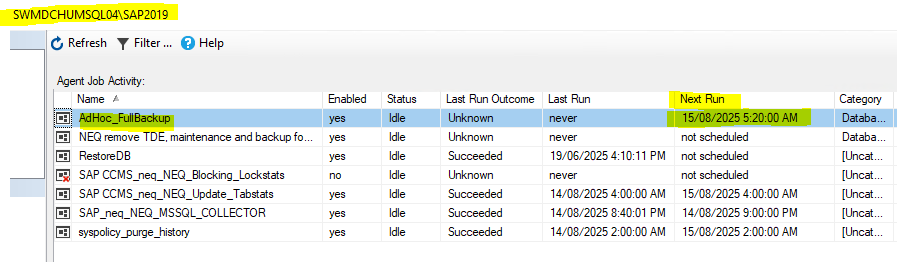 SWMDCHUMSQL04\SAP2019
Refresh Filter ... Help
Agent Job Activity:
Name Enabled Status Last Run Outcome Last Run Next Run Category
AdHoc_FullBackup yes Idle Unknown never 15/08/2025 5:20:00 AM Databa...
NEQ remove TDE, maintenance and backup fo... yes Idle Unknown never not scheduled Databa...
RestoreDB yes Idle Succeeded 19/06/2025 4:10:11 PM not scheduled [Uncat...
SAP CCMS_neq_NEQ_Blocking_Lockstats no Idle Unknown never not scheduled [Uncat...
SAP CCMS_neq_NEQ_Update_Tabstats yes Idle Succeeded 14/08/2025 4:00:00 AM 15/08/2025 4:00:00 AM [Uncat...
SAP_neq_NEQ_MSSQL_COLLECTOR yes Idle Succeeded 14/08/2025 8:40:01 PM 14/08/2025 9:00:00 PM [Uncat...
syspolicy_purge_history yes Idle Succeeded 14/08/2025 2:00:00 AM 15/08/2025 2:00:00 AM [Uncat...